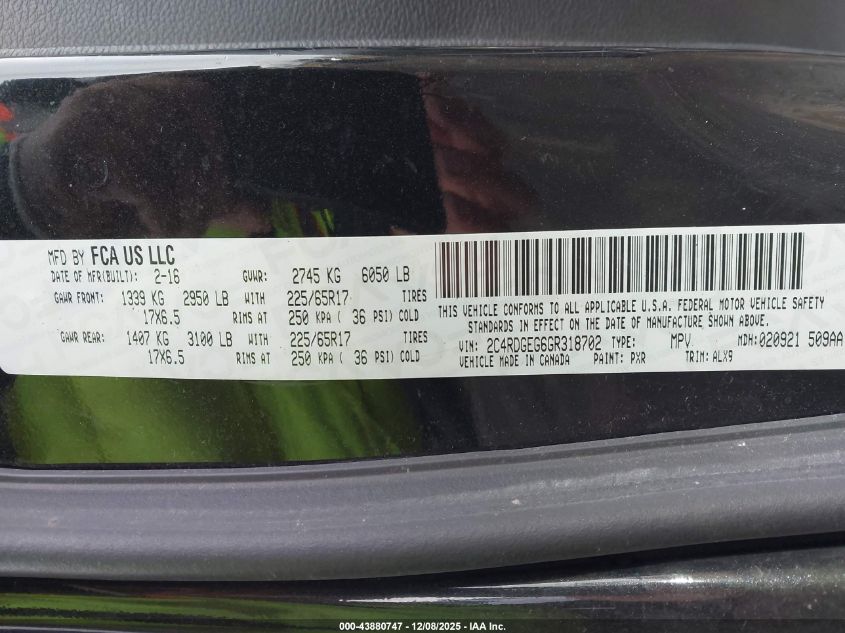 MFD BY FCA US LLC
DATE OF MFR(BUILT): 2-16 GVWR: 2745 KG 6050 LB
GAWR FRONT: 1339 KG 2950 LB WITH 225/65R17 TIRES
17X6.5 RIMS AT 250 KPA ( 36 PSI) COLD
GAWR REAR: 1407 KG 3100 LB WITH 225/65R17 TIRES
17X6.5 RIMS AT 250 KPA ( 36 PSI) COLD
THIS VEHICLE CONFORMS TO ALL APPLICABLE U.S.A. FEDERAL MOTOR VEHICLE SAFETY
STANDARDS IN EFFECT ON THE DATE OF MANUFACTURE SHOWN ABOVE.
VIN: 2C4RDGEG6GR318702 TYPE: MPV MDH: 020921 509AA
VEHICLE MADE IN CANADA PAINT: PXR TRIM: ALX9
000-43880747 - 12/08/2025 - IAA Inc.